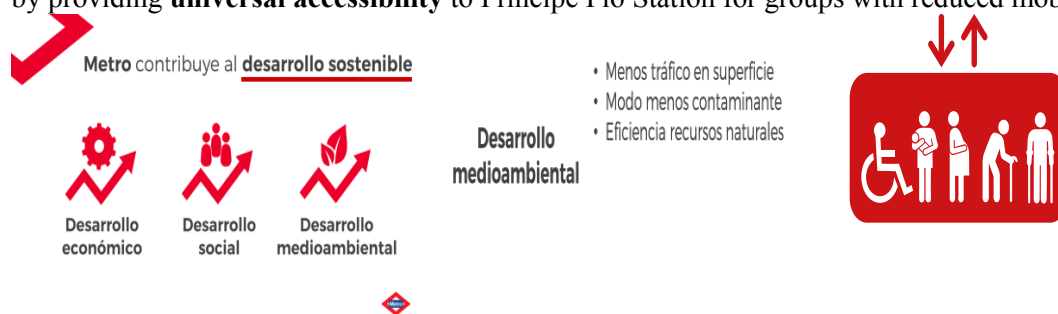 by providing universal accessibility to Príncipe Pío Station for groups with reduced
Metro contribuye al desarrollo sostenible
Desarrollo
económico
Desarrollo
social
Desarrollo
medioambiental
Desarrollo
medioambiental
• Menos tráfico en superficie
• Modo menos contaminante
• Eficiencia recursos naturales
Metro